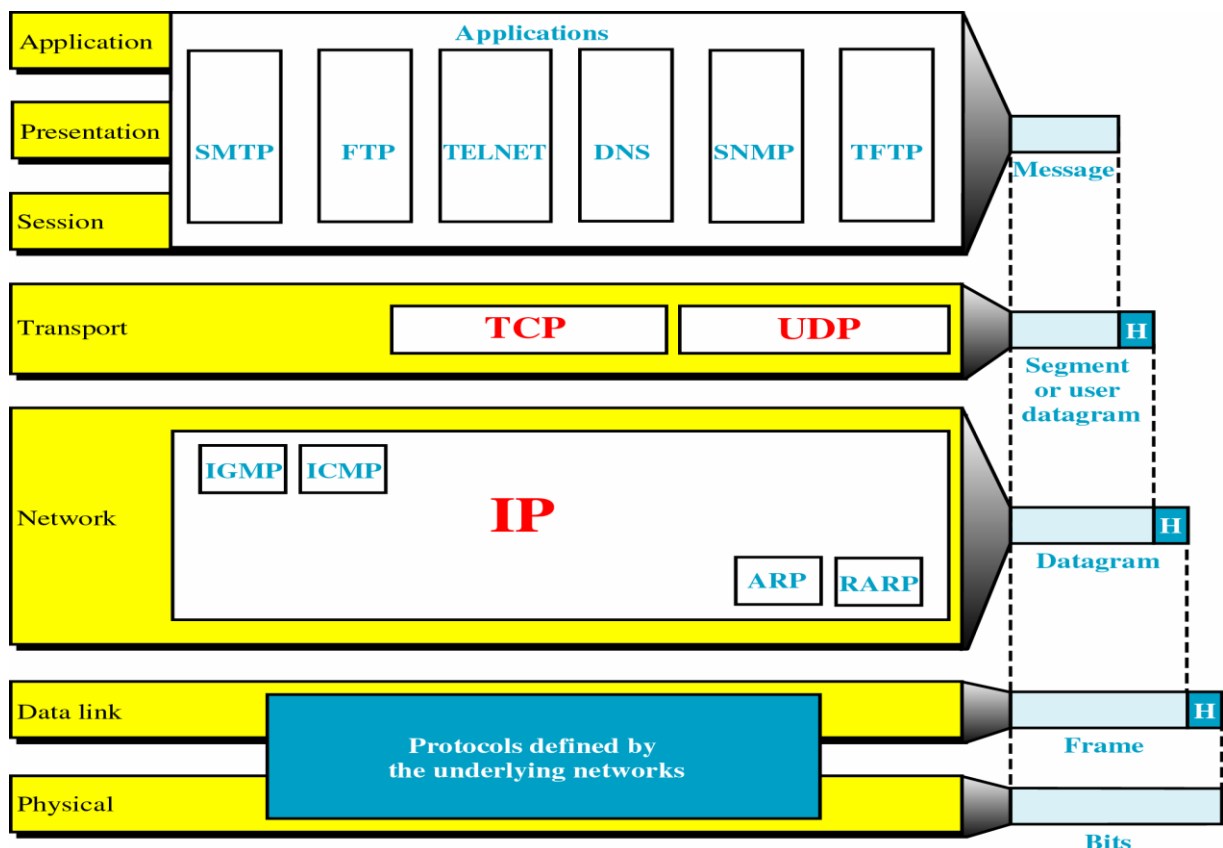 Application
Applications
Presentation
SMTP
FTP
TELNET
DNS
SNMP
TFTP
Message
Session
Transport
TCP
UDP
H
Segment
or user
datagram
IGMP
ICMP
Network
IP
H
Datagram
ARP
RARP
Data link
H
Protocols defined by
the underlying networks
Frame
Physical
Bits